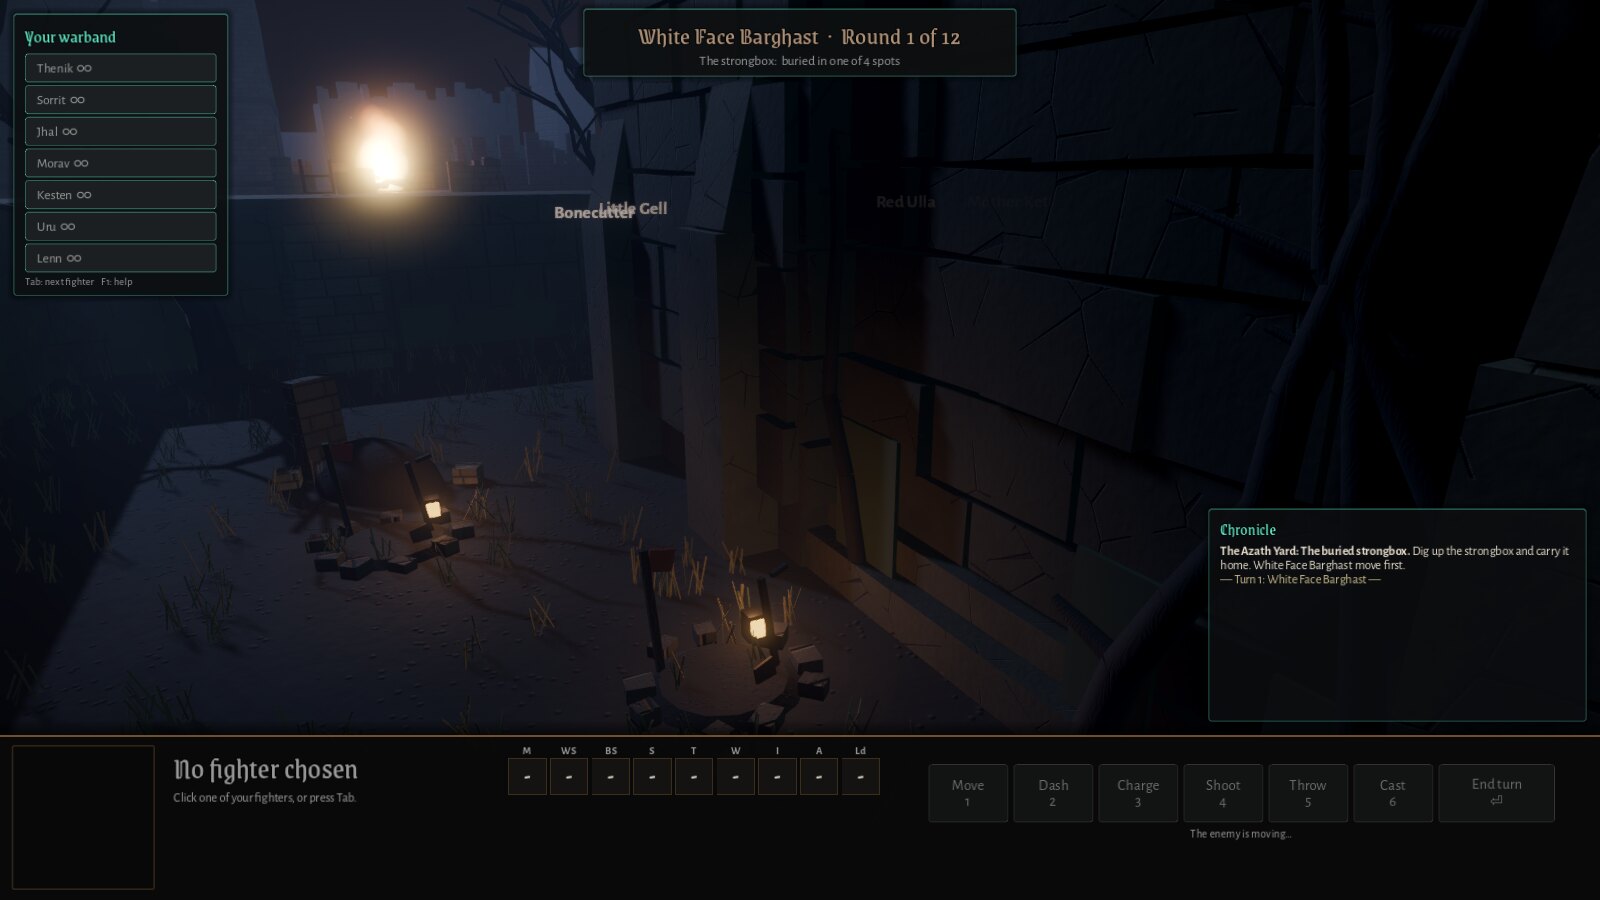 Your warband
Thenik ∞
Sorrit ∞
Jhal ∞
Morav ∞
Kesten ∞
Uru ∞
Lenn ∞
Tab: next fighter F1: help
White Face Barghast · Round 1 of 12
The strongbox: buried in one of 4 spots
Bonecutter
Little Gell
Red Ulla
Mother Ket
Chronicle
The Azath Yard: The buried strongbox. Dig up the strongbox and carry it
home. White Face Barghast move first.
— Turn 1: White Face Barghast —
No fighter chosen
Click one of your fighters, or press Tab.
M WS BS S T W I A Ld
- - - - - - - - -
Move
1
Dash
2
Charge
3
Shoot
4
Throw
5
Cast
6
End turn
⏎
The enemy is moving...